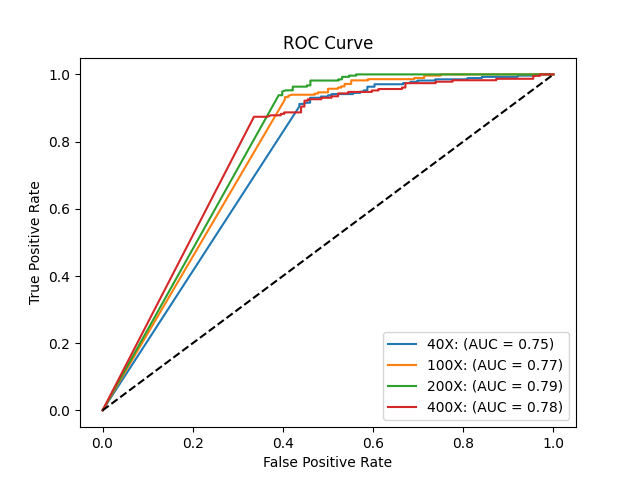 ROC Curve
True Positive Rate
1.0
0.8
0.6
0.4
0.2
0.0
40X: (AUC = 0.75)
100X: (AUC = 0.77)
200X: (AUC = 0.79)
400X: (AUC = 0.78)
0.0 0.2 0.4 0.6 0.8 1.0
False Positive Rate